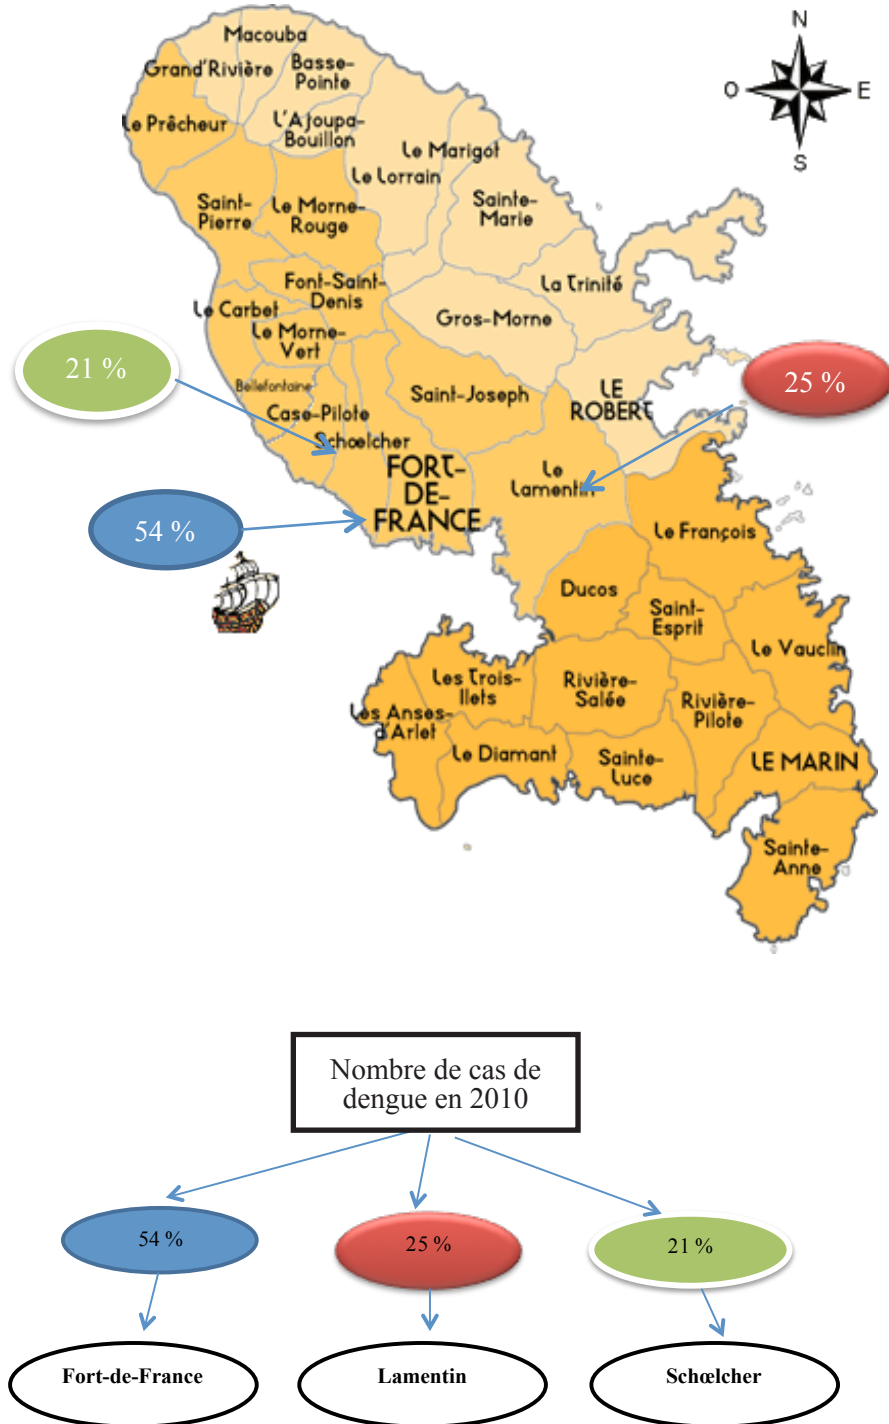 N
O
E
S
Macouba
Grand'Rivière
Basse-
Pointe
Le Prêcheur
L'Ajoupa-
Bouillon
Le Marigot
Le Lorrain
Saint-
Pierre
Le Morne-
Rouge
Sainte-
Marie
Font-Saint-
Denis
La Trinité
Le Carbet
Gros-Morne
Le Morne-
Vert
21 %
Bellefontaine
Saint-Joseph
LE
ROBERT
25 %
Case-Pilote
Schœlcher
FORT-
DE-
FRANCE
Le
Lamentin
54 %
Le François
Ducos
Saint-
Esprit
Le Vauclin
Les Trois-
Ilets
Rivière-
Salée
Rivière-
Pilote
Les Anses-
d'Arlet
Le Diamant
Sainte-
Luce
LE MARIN
Sainte-
Anne
Nombre de cas de
dengue en 2010
54 %
25 %
21 %
Fort-de-France
Lamentin
Schœlcher